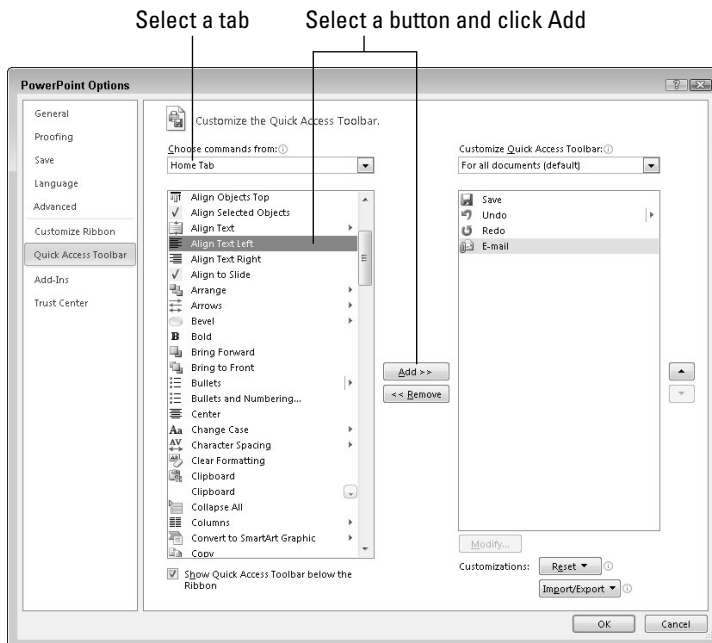 Select a tab
Select a button and click Add
PowerPoint Options
General
Proofing
Save
Language
Advanced
Customize Ribbon
Quick Access Toolbar
Add-Ins
Trust Center
Customize the Quick Access Toolbar.
Choose commands from:
Home Tab
Align Objects Top
Align Selected Objects
Align Text
Align Text Left
Align Text Right
Align to Slide
Arrange
Arrows
Bevel
B Bold
Bring Forward
Bring to Front
Bullets
Bullets and Numbering...
Center
Aa Change Case
AV Character Spacing
Clear Formatting
Clipboard
Clipboard
Collapse All
Columns
Convert to SmartArt Graphic
Copy
Show Quick Access Toolbar below the
Ribbon
Add >>
<< Remove
Customize Quick Access Toolbar:
For all documents (default)
Save
Undo
Redo
E-mail
Modify...
Customizations:
Reset
Import/Export
OK
Cancel